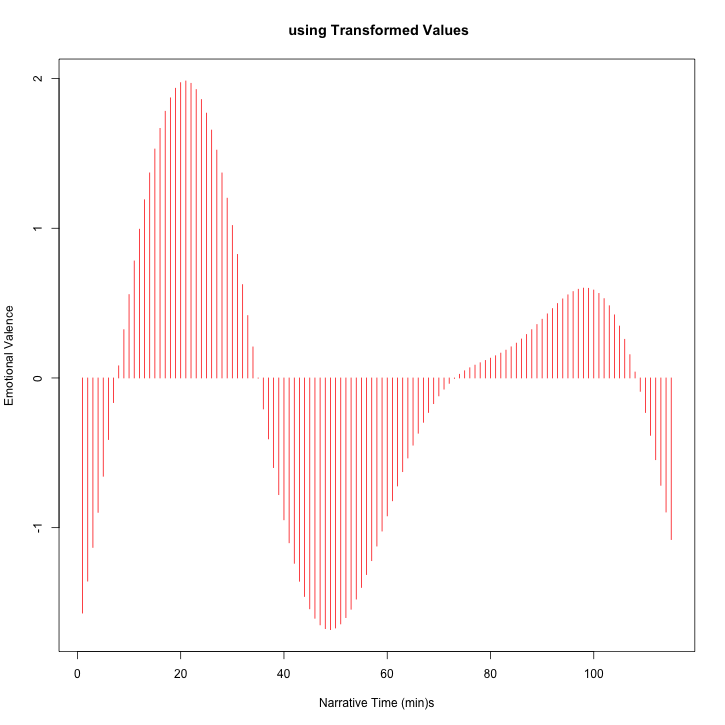 using Transformed Values
Emotional Valence
2
1
0
-1
0 20 40 60 80 100
Narrative Time (min)s